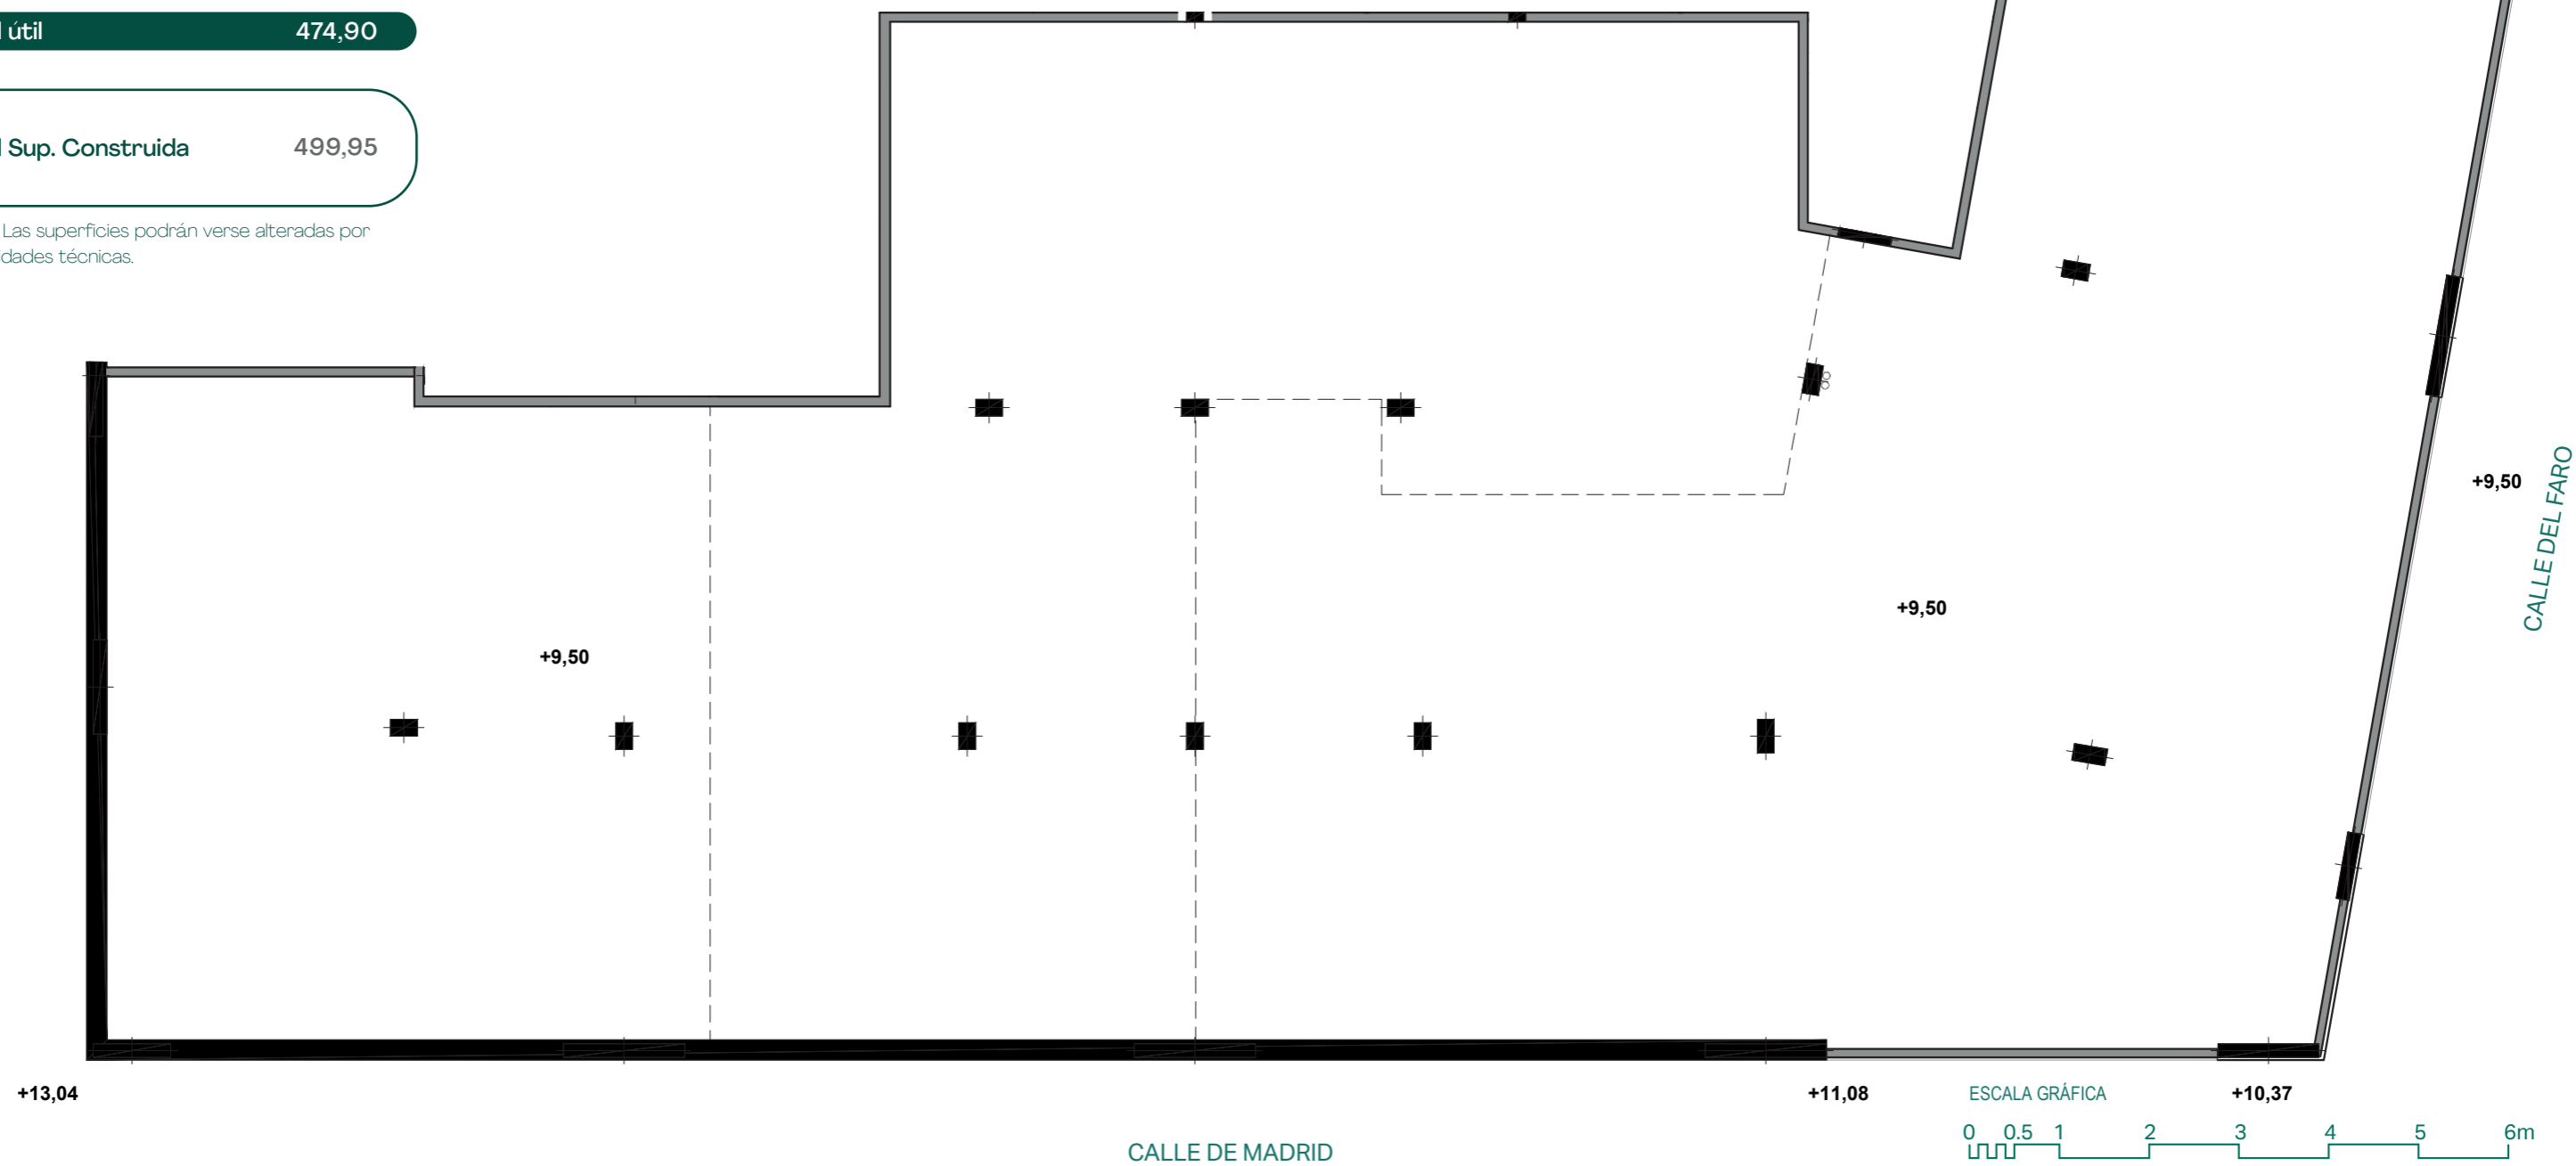 l útil 474,90
l Sup. Construida 499,95
Las superficies podrán verse alteradas por
idades técnicas.
+9,50
CALLE DEL FARO
+9,50
+9,50
+13,04
+11,08
ESCALA GRÁFICA
+10,37
0 0.5 1 2 3 4 5 6m
CALLE DE MADRID